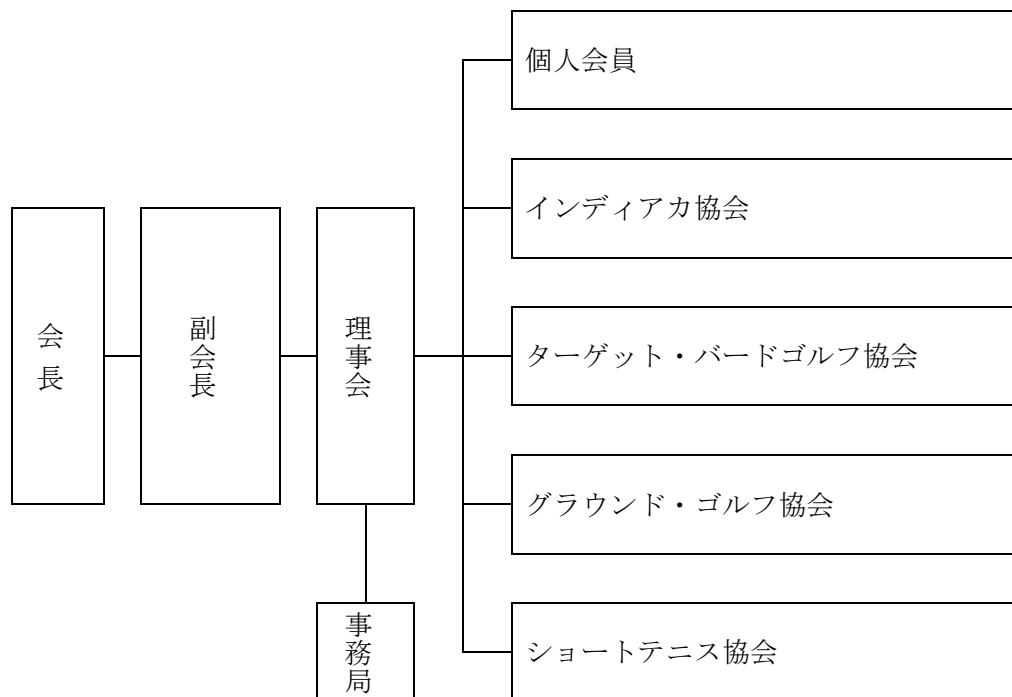 会長
副会長
理事会
事務局
個人会員
インディアカ協会
ターゲット・バードゴルフ協会
グラウンド・ゴルフ協会
ショートテニス協会